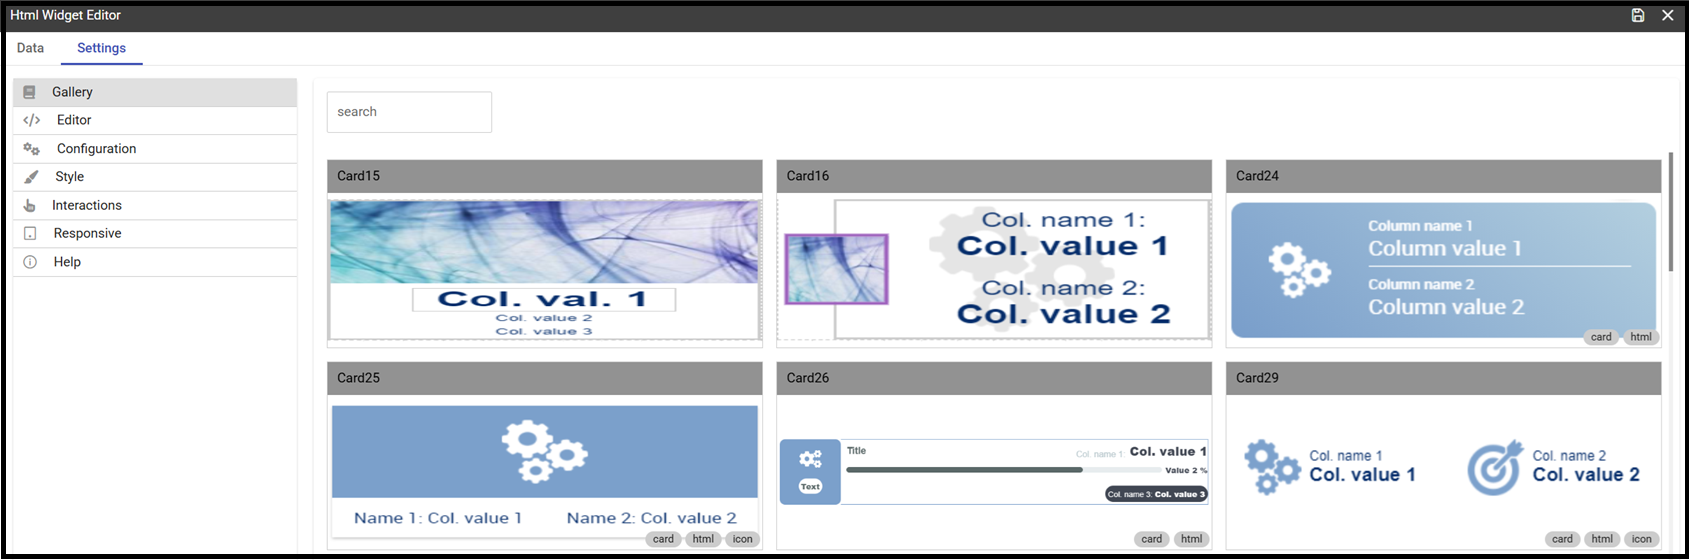 Html Widget Editor
Data
Settings
Gallery
Editor
Configuration
Style
Interactions
Responsive
Help
search
Card15
Col. val. 1
Col. value 2
Col. value 3
Card16
Col. name 1:
Col. value 1
Col. name 2:
Col. value 2
Card24
Column name 1
Column value 1
Column name 2
Column value 2
card html
Card25
Name 1: Col. value 1 Name 2: Col. value 2
card html icon
Card26
Title
Col. name 1: Col. value 1
Value 2 %
Text
Col. name 3: Col. value 3
card html
Card29
Col. name 1
Col. value 1
Col. name 2
Col. value 2
card html icon